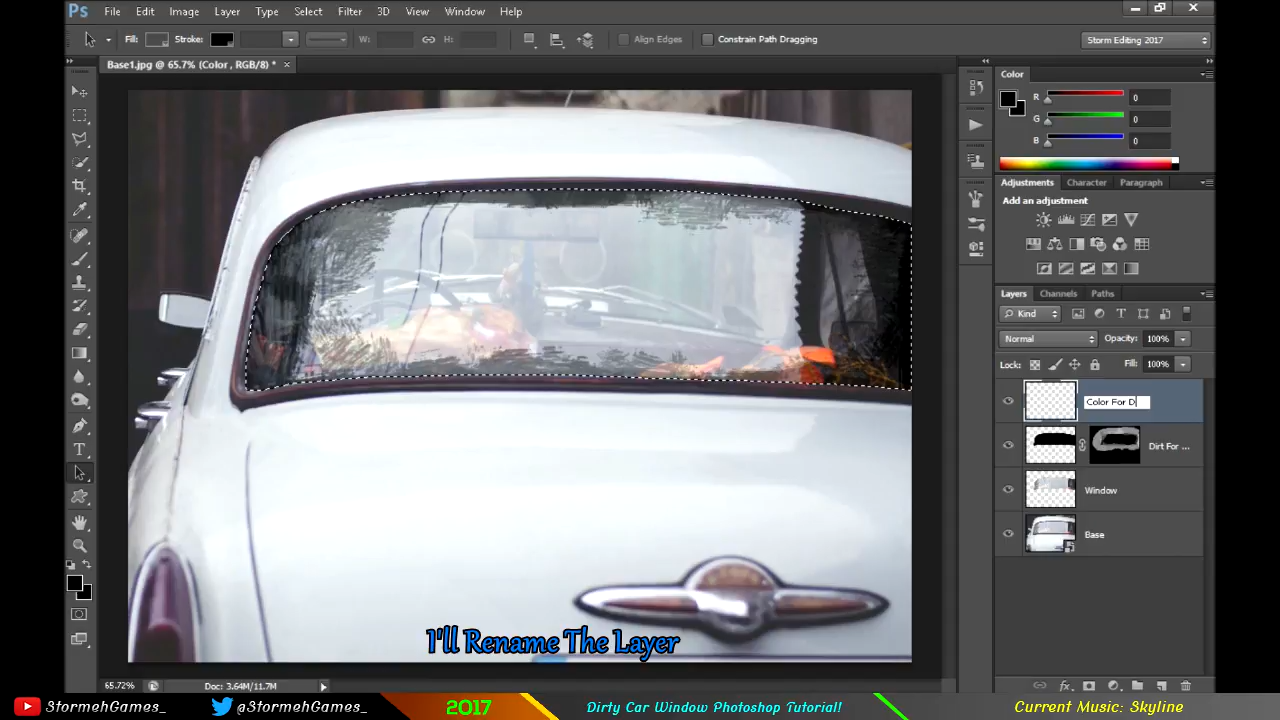 Ps File Edit Image Layer Type Select Filter 3D View Window Help
Fill: Stroke: W: H: Align Edges Constrain Path Dragging Storm Editing 2017
Base1.jpg @ 65.7% (Color , RGB/8) *
Color
R 0
G 0
B 0
Adjustments Character Paragraph
Add an adjustment
Layers Channels Paths
Kind
Normal Opacity: 100%
Lock: Fill: 100%
Color For D
Dirt For ...
Window
Base
I'll Rename The Layer
65.72% Doc: 3.64M/11.7M
StormehGames_ @StormehGames_ 2017 Dirty Car Window Photoshop Tutorial! Current Music: Skyline